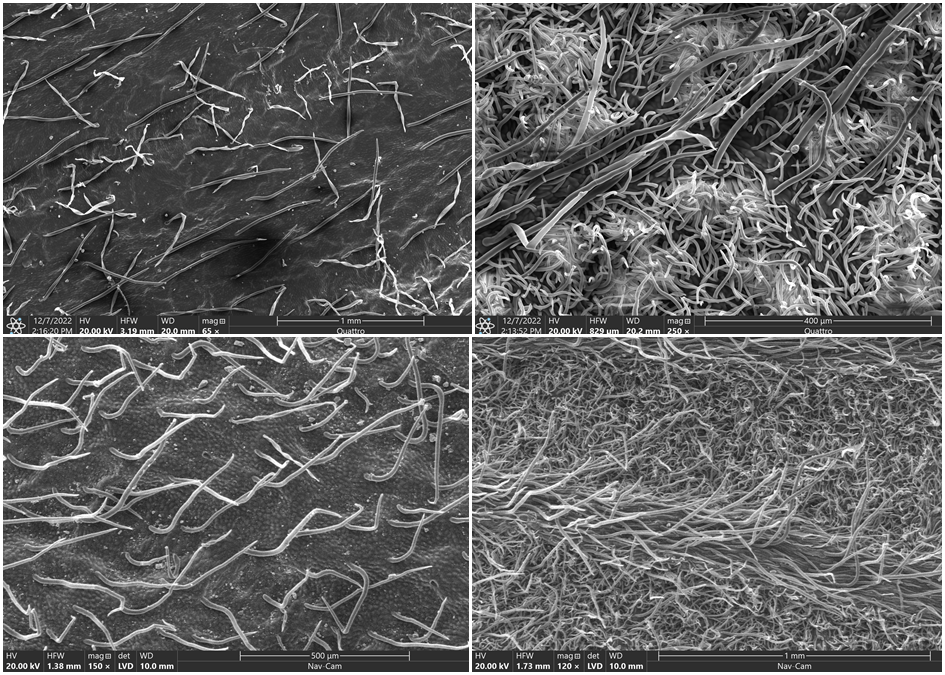 12/7/2022 HV HFW WD mag
1 mm
2:16:20 PM 20.00 kV 3.19 mm 20.0 mm 65 × Quattro
12/7/2022 HV HFW WD mag
400 µm
2:13:52 PM 20.00 kV 829 µm 20.2 mm 250 × Quattro
HV HFW mag det WD
500 µm
20.00 kV 1.38 mm 150 × LVD 10.0 mm Nav-Cam
HV HFW mag det WD
1 mm
20.00 kV 1.73 mm 120 × LVD 10.0 mm Nav-Cam